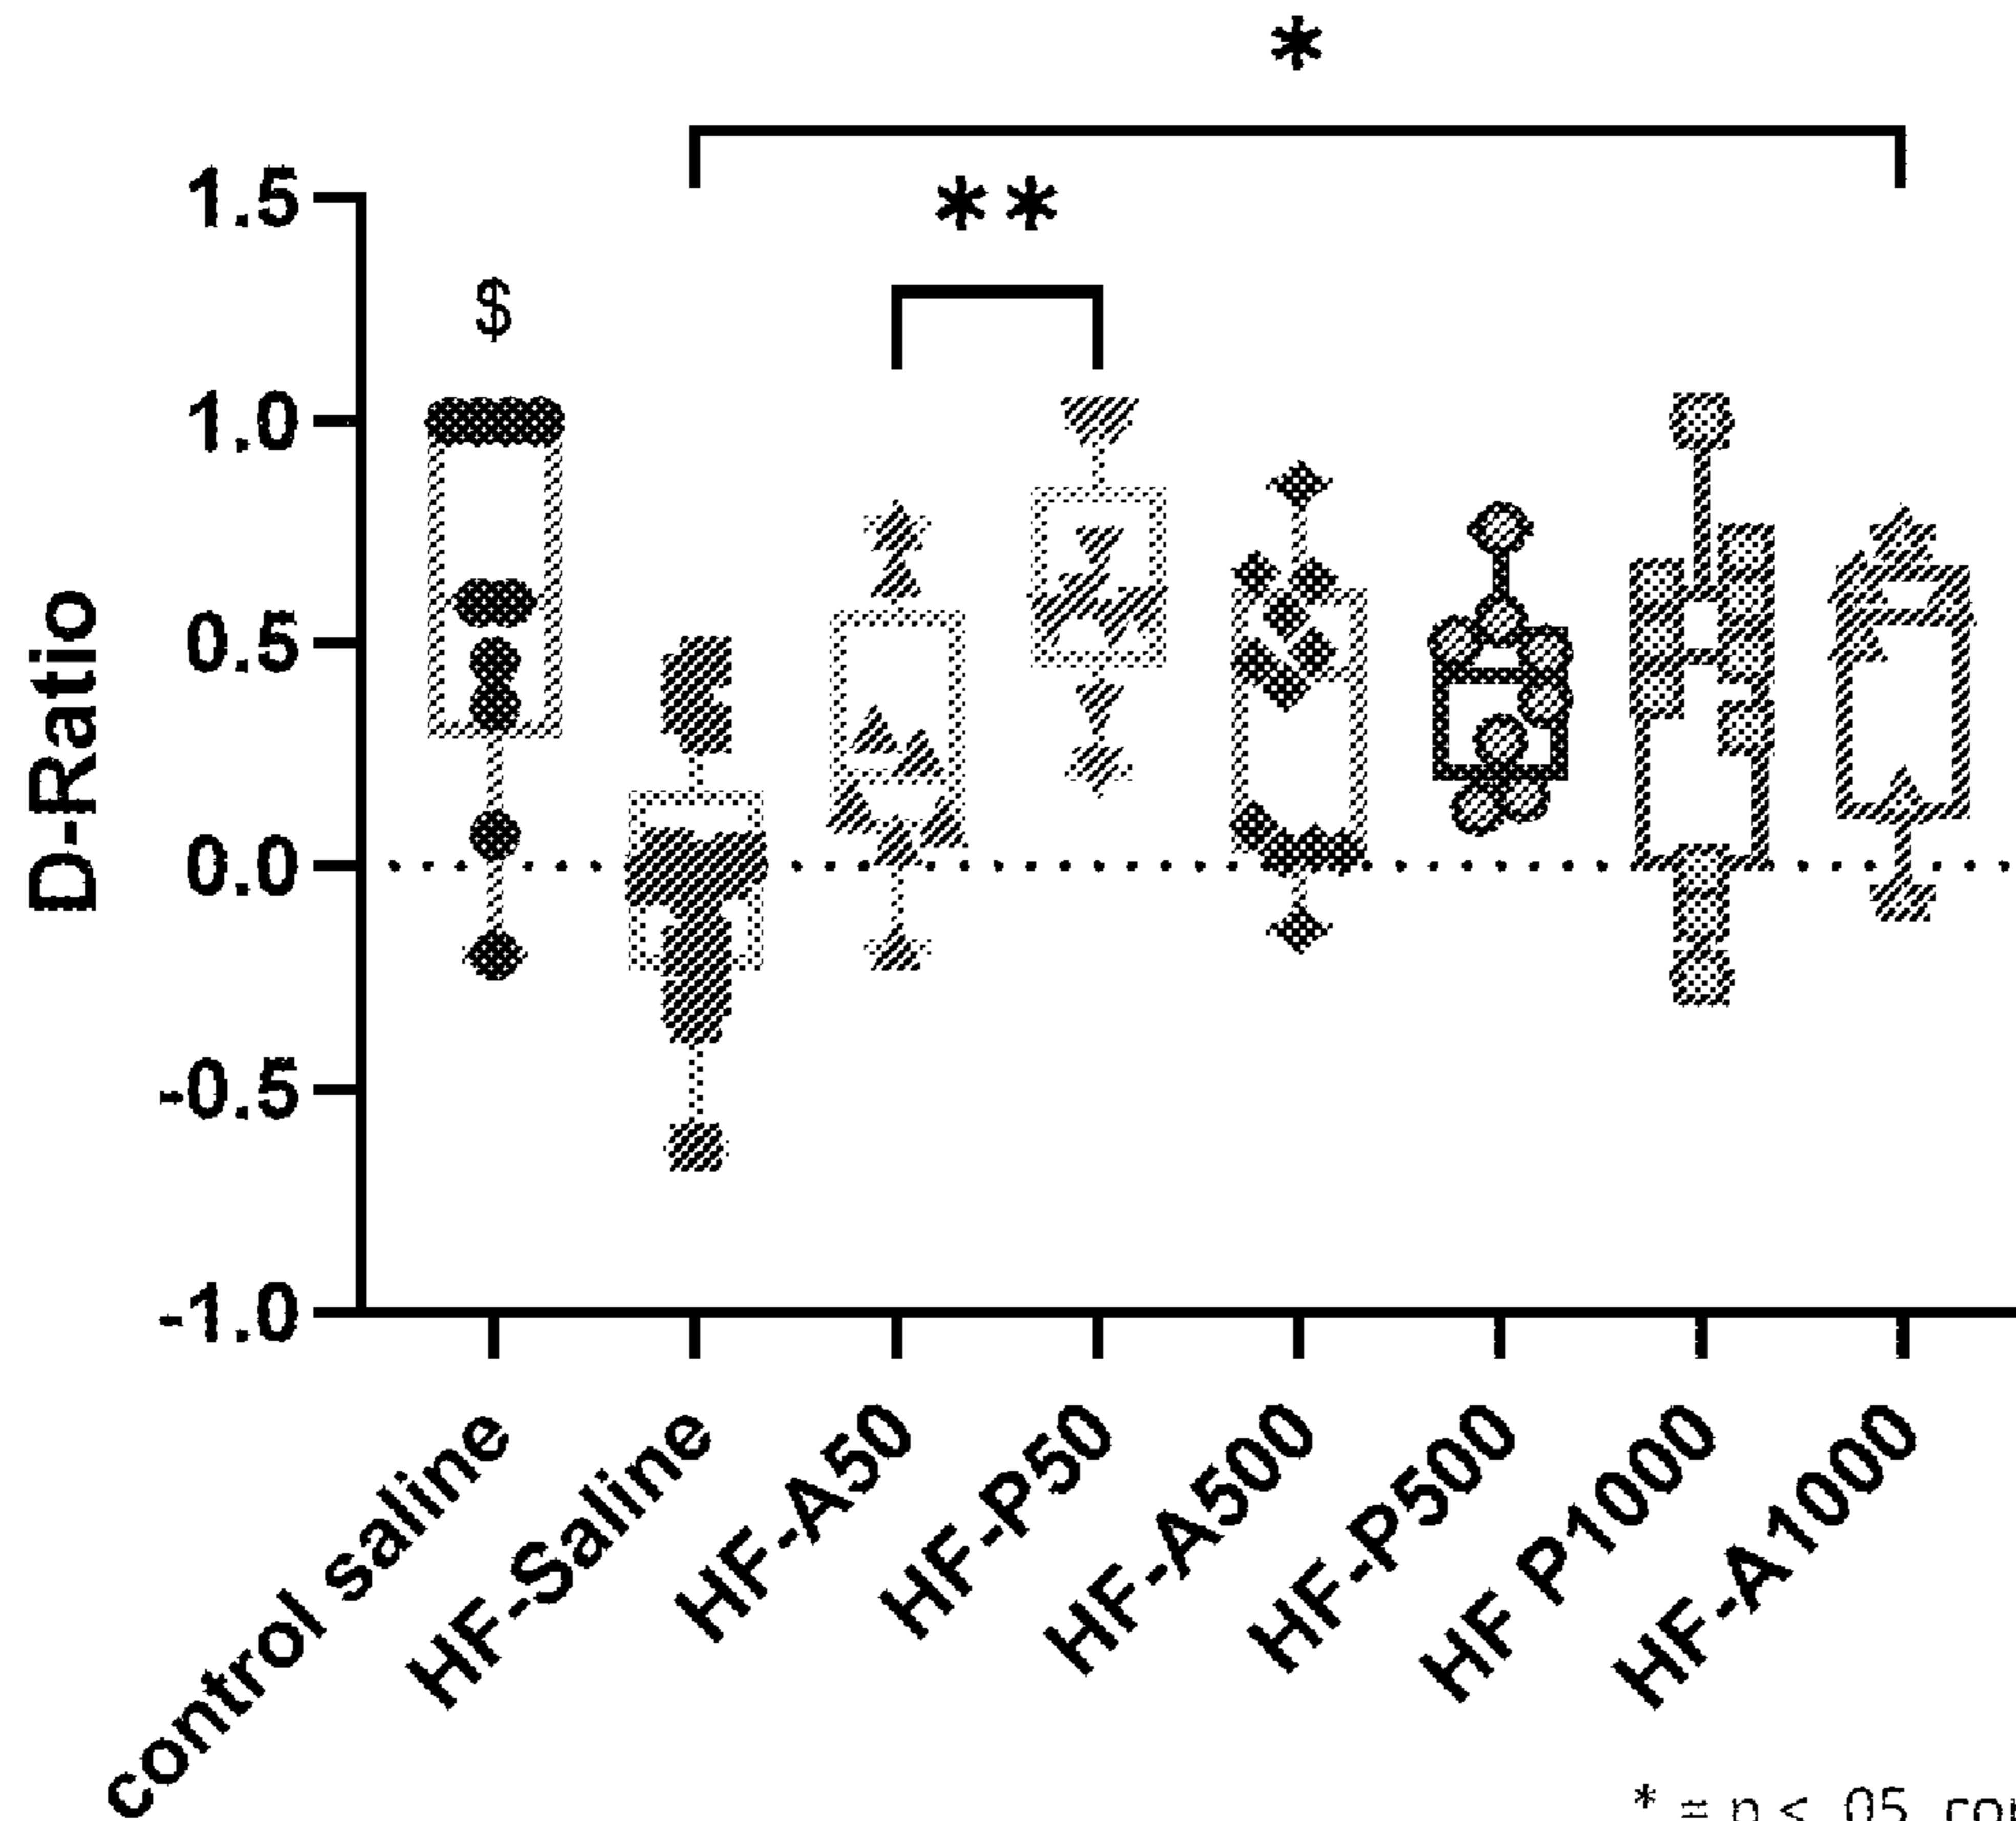 *
**
$
1.5
1.0
0.5
0.0
-0.5
-1.0
D-Ratio
control saline
HF-Saline
HF-A50
HF-P50
HF-A500
HF-P500
HF P1000
HF-A1000
* = p < .05